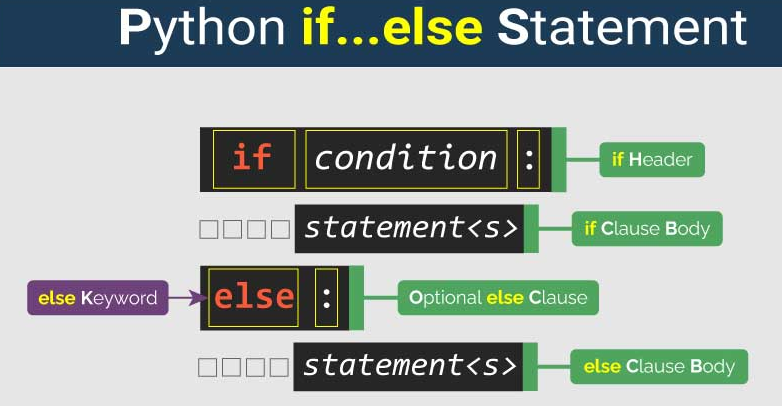 Python if...else Statement
if condition : if Header
statement<s> if Clause Body
else Keyword else : Optional else Clause
statement<s> else Clause Body